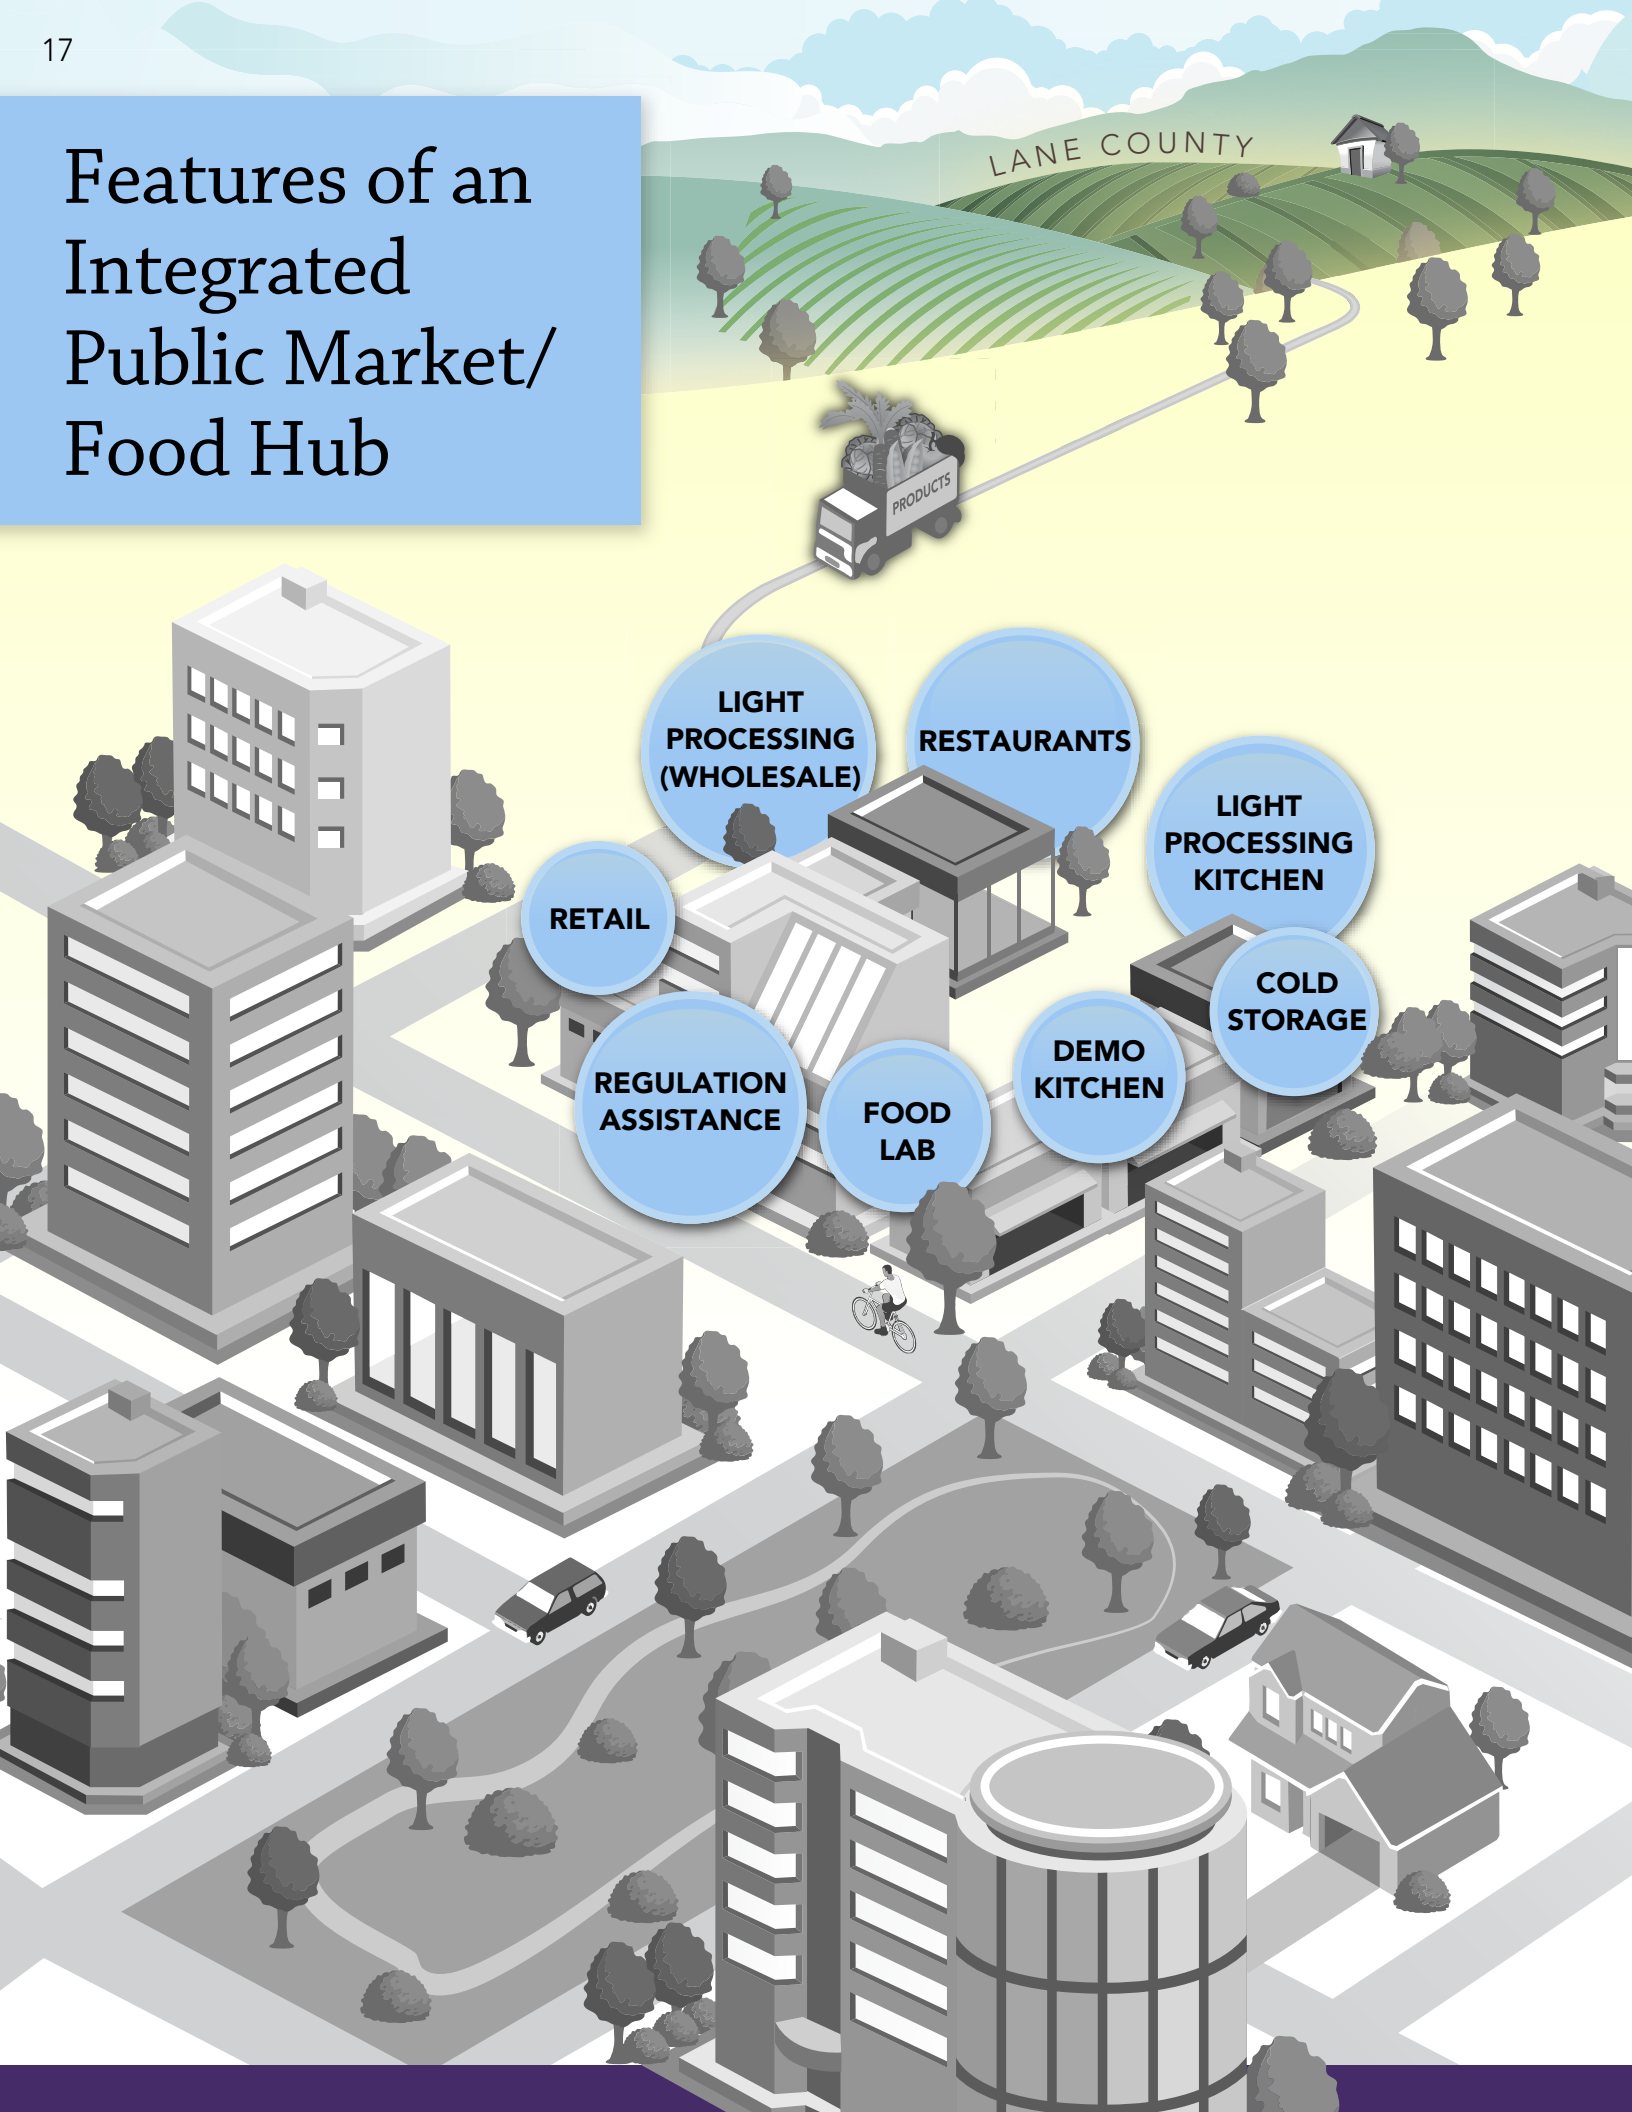 17
Features of an
Integrated
Public Market/
Food Hub
LANE COUNTY
PRODUCTS
LIGHT
PROCESSING
(WHOLESALE)
RESTAURANTS
LIGHT
PROCESSING
KITCHEN
RETAIL
COLD
STORAGE
DEMO
KITCHEN
REGULATION
ASSISTANCE
FOOD
LAB